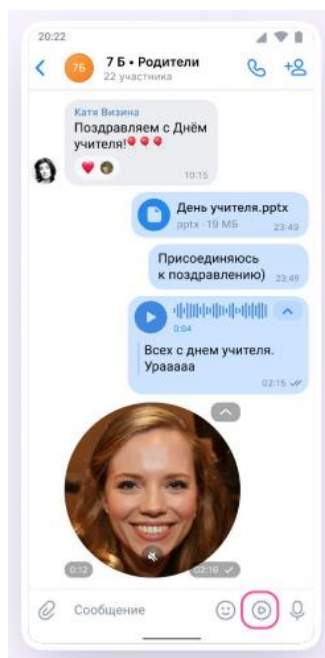 20:22
7Б
7 Б • Родители
22 участника
Катя Визина
Поздравляем с Днём
учителя!
10:15
День учителя.pptx
pptx · 19 МБ
23:49
Присоединяюсь
к поздравлению)
23:49
0:04
Всех с днем учителя.
Ураaaaa
02:15
0:12
02:16
Сообщение